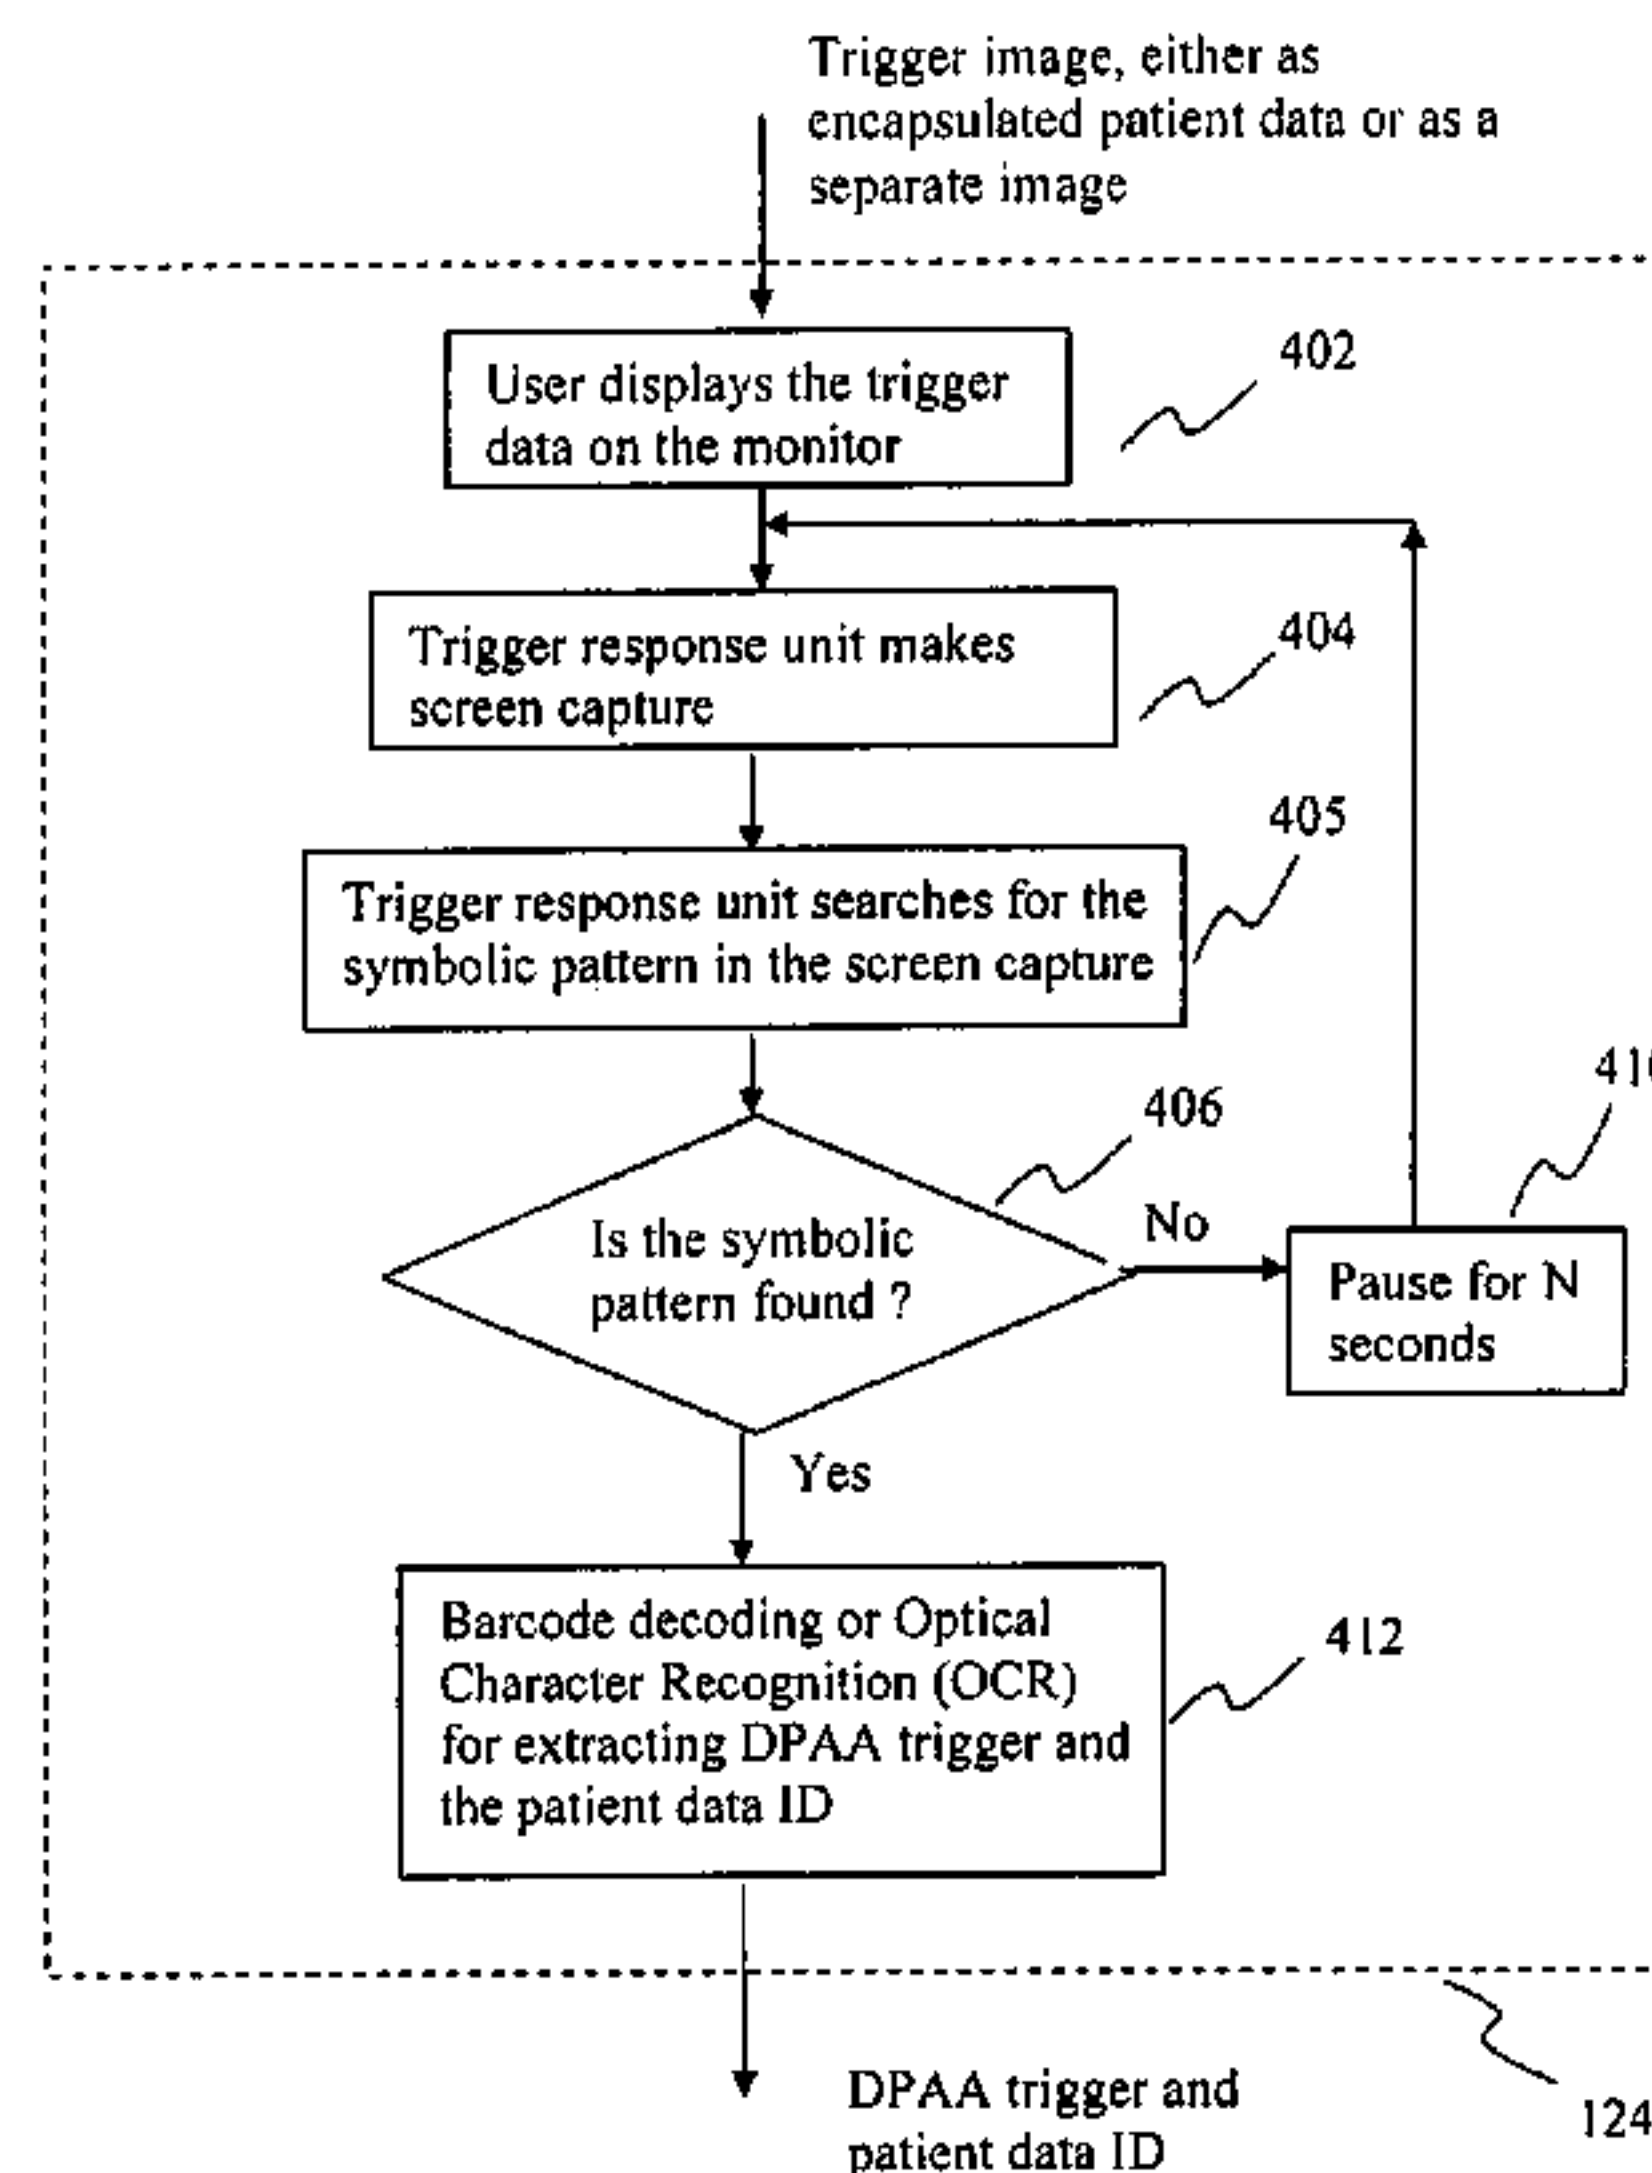 Trigger image, either as
encapsulated patient data or as a
separate image
User displays the trigger
data on the monitor
402
Trigger response unit makes
screen capture
404
405
Trigger response unit searches for the
symbolic pattern in the screen capture
406
Is the symbolic
pattern found ?
No
Pause for N
seconds
Yes
Barcode decoding or Optical
Character Recognition (OCR)
for extracting DPAA trigger and
the patient data ID
412
124
DPAA trigger and
patient data ID